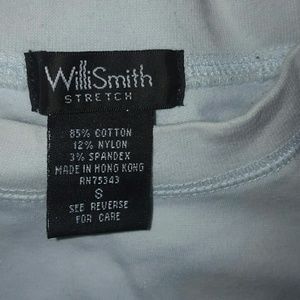 WilliSmith
STRETCH
85% COTTON
12% NYLON
3% SPANDEX
MADE IN HONG KONG
RN75343
S
SEE REVERSE
FOR CARE